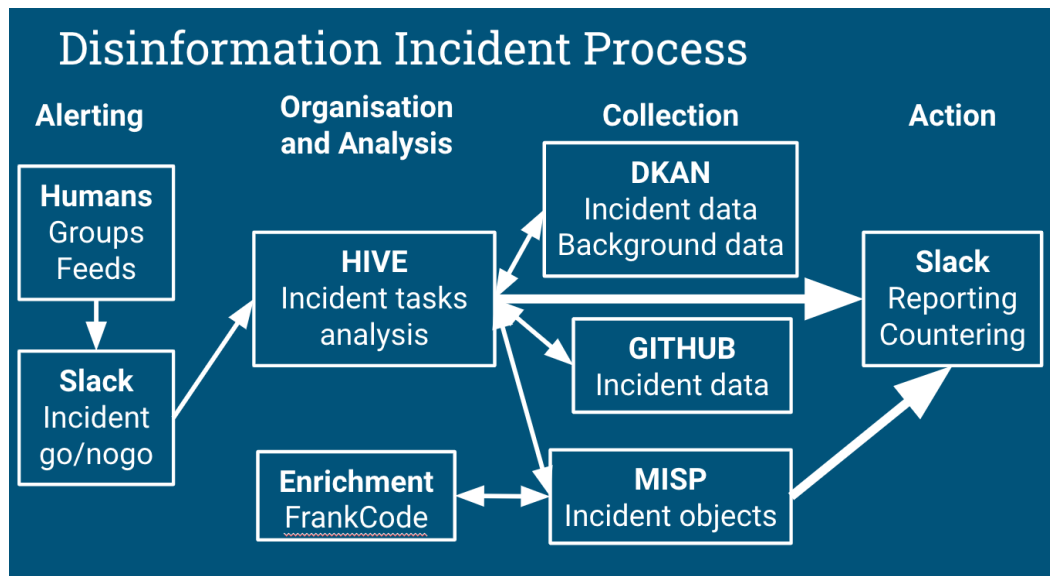 Disinformation Incident Process
Alerting
Organisation
and Analysis
Collection
Action
Humans
Groups
Feeds
Slack
Incident
go/nogo
HIVE
Incident tasks
analysis
Enrichment
FrankCode
DKAN
Incident data
Background data
GITHUB
Incident data
MISP
Incident objects
Slack
Reporting
Countering